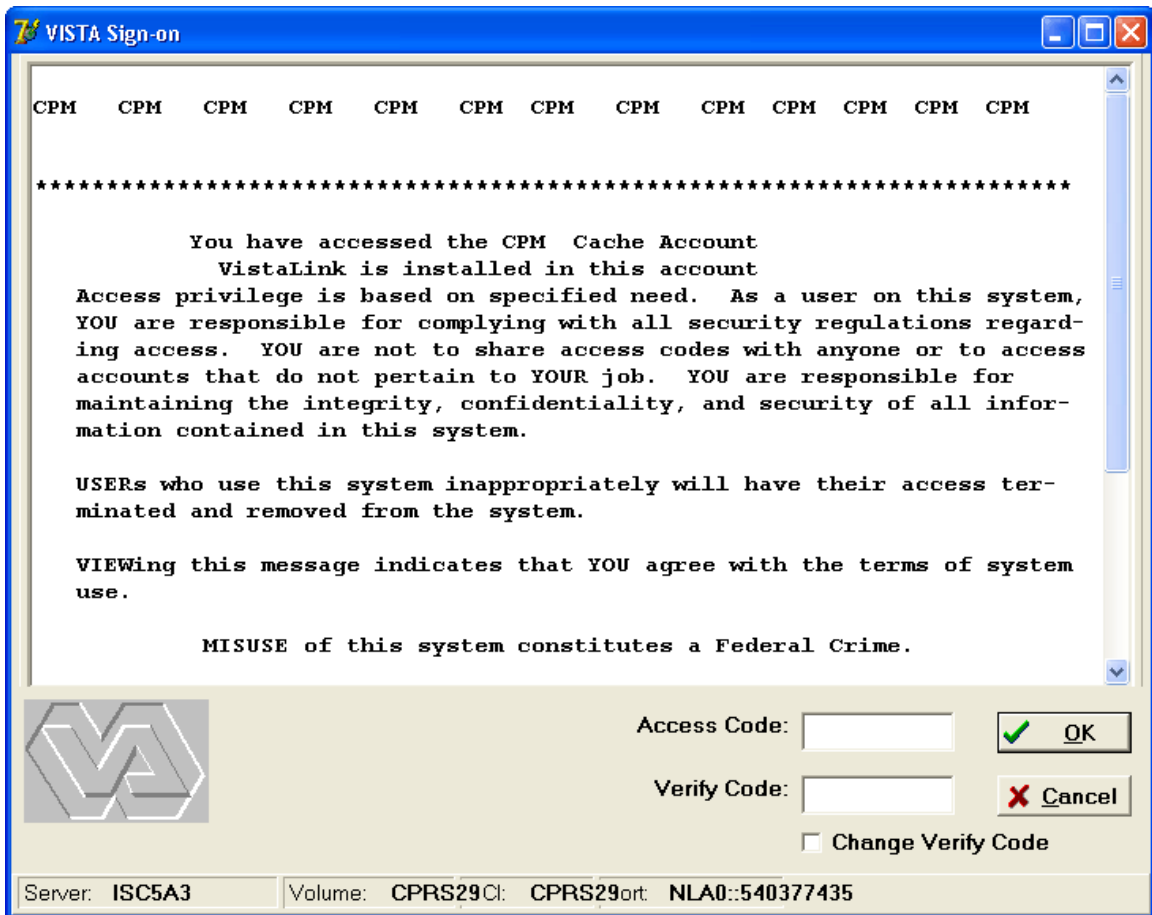 VISTA Sign-on
CPM CPM CPM CPM CPM CPM CPM CPM CPM CPM CPM CPM CPM
*************************************************************************
You have accessed the CPM Cache Account
VistaLink is installed in this account
Access privilege is based on specified need. As a user on this system,
YOU are responsible for complying with all security regulations regard-
ing access. YOU are not to share access codes with anyone or to access
accounts that do not pertain to YOUR job. YOU are responsible for
maintaining the integrity, confidentiality, and security of all infor-
mation contained in this system.
USERs who use this system inappropriately will have their access ter-
minated and removed from the system.
VIEWing this message indicates that YOU agree with the terms of system
use.
MISUSE of this system constitutes a Federal Crime.
VA
Access Code:
OK
Verify Code:
Cancel
Change Verify Code
Server: ISC5A3 Volume: CPRS29 CI: CPRS29 ort: NLA0::540377435